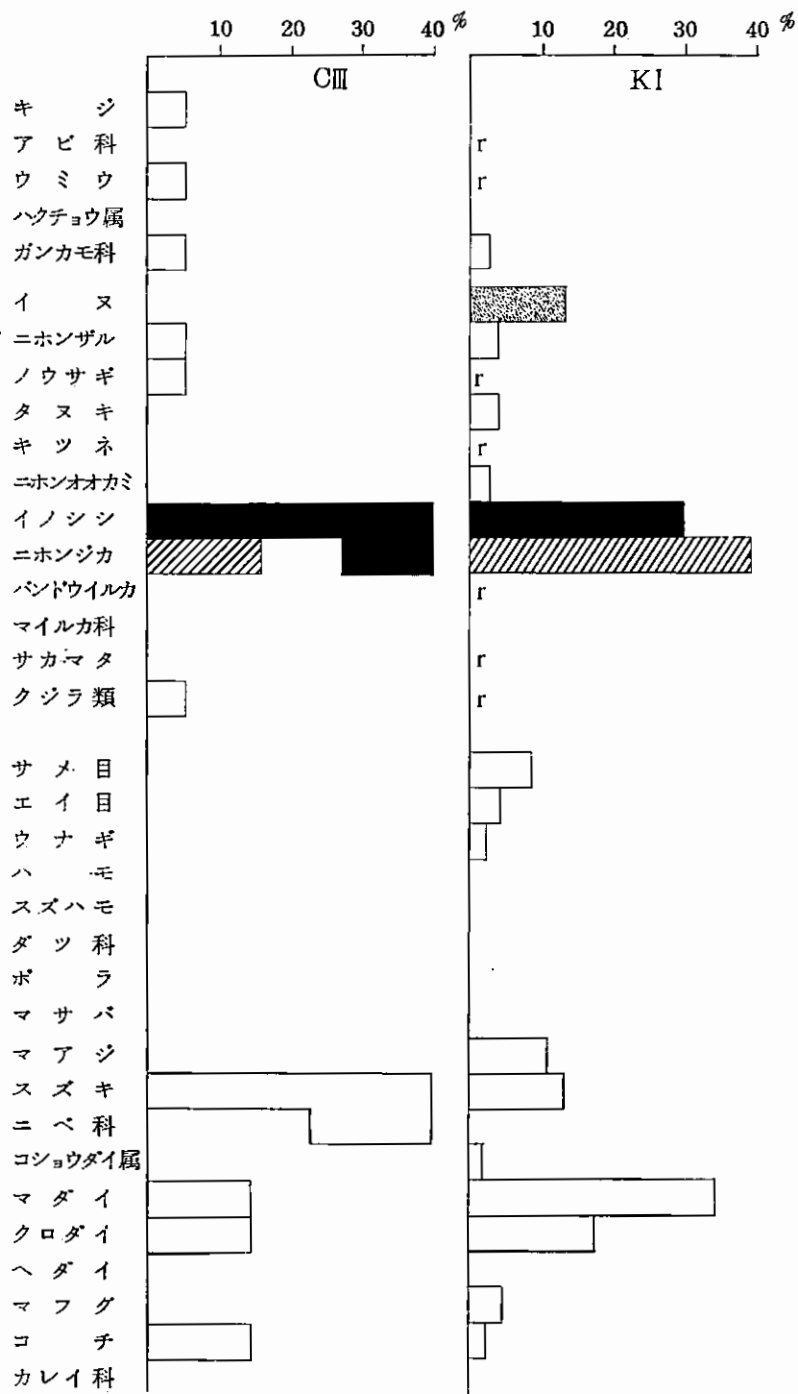 10 20 30 40 % 10 20 30 40 %
CⅢ KⅠ
キジ
アビ科 r
ウミウ r
ハクチョウ属
ガンカモ科
イヌ
ニホンザル
ノウサギ r
タヌキ
キツネ r
ニホンオオカミ
イノシシ
ニホンジカ
バンドウイルカ r
マイルカ科
サカマタ r
クジラ類 r
サメ目
エイ目
ウナギ
ハモ
スズハモ
ダツ科
ボラ
マサバ
マアジ
スズキ
ニベ科
コショウダイ属
マダイ
クロダイ
ヘダイ
マフグ
コチ
カレイ科